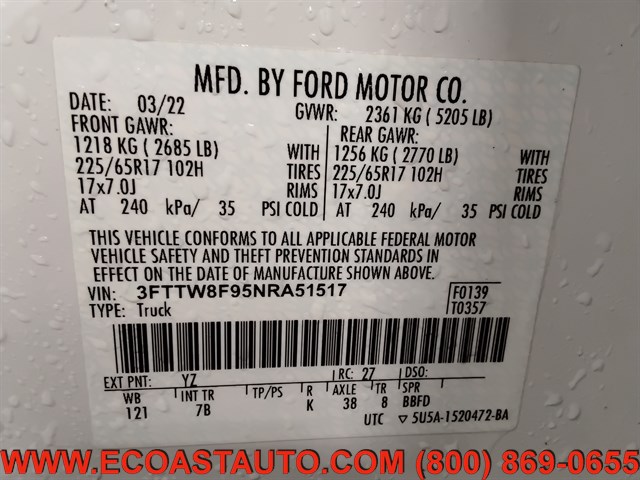 MFD. BY FORD MOTOR CO.
DATE: 03/22 GVWR: 2361 KG ( 5205 LB)
FRONT GAWR: REAR GAWR:
1218 KG ( 2685 LB) WITH 1256 KG ( 2770 LB) WITH
225/65R17 102H TIRES 225/65R17 102H TIRES
17x7.0J RIMS 17x7.0J RIMS
AT 240 kPa/ 35 PSI COLD AT 240 kPa/ 35 PSI COLD
THIS VEHICLE CONFORMS TO ALL APPLICABLE FEDERAL MOTOR
VEHICLE SAFETY AND THEFT PREVENTION STANDARDS IN
EFFECT ON THE DATE OF MANUFACTURE SHOWN ABOVE.
VIN: 3FTTW8F95NRA51517 F0139
TYPE: Truck T0357
EXT PNT: YZ RC: 27 DSO:
WB INT TR TP/PS R AXLE TR SPR
121 7B K 38 8 BBFD
UTC ▽ 5U5A-1520472-BA
WWW.ECOASTAUTO.COM (800) 869-0655